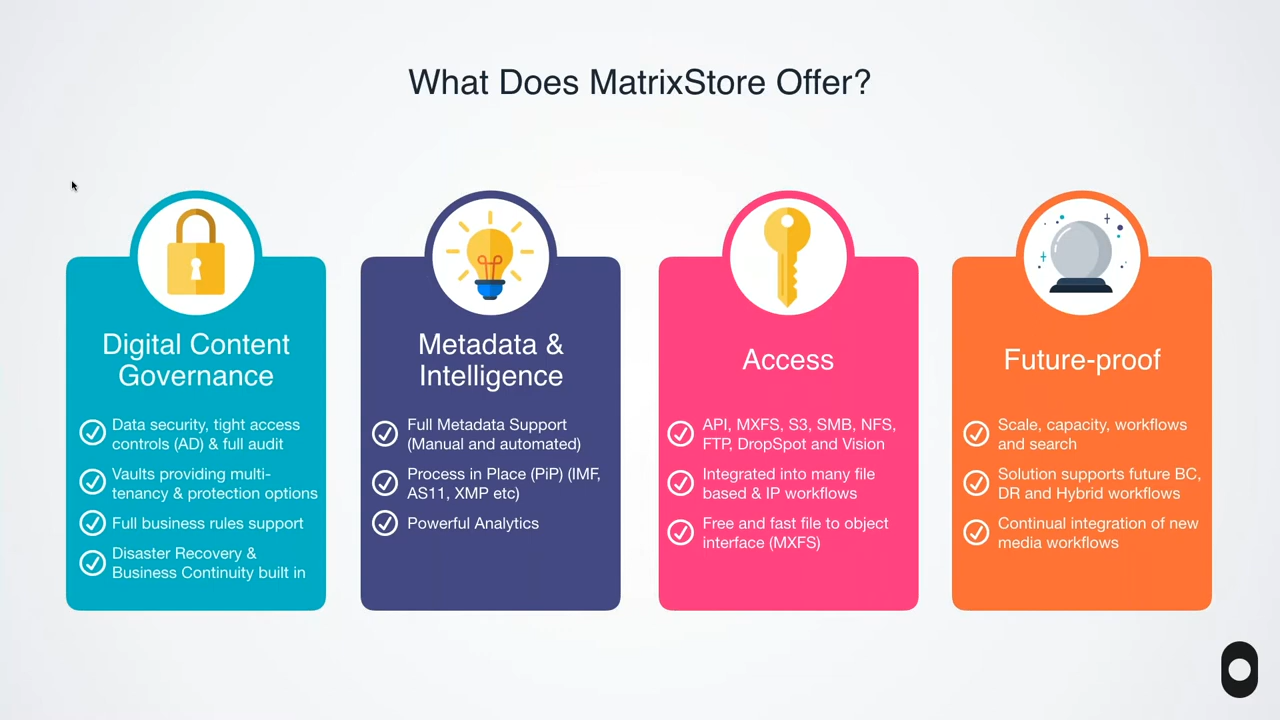 What Does MatrixStore Offer?
Digital Content
Governance
Data security, tight access
controls (AD) & full audit
Vaults providing multi-
tenancy & protection options
Full business rules support
Disaster Recovery &
Business Continuity built in
Metadata &
Intelligence
Full Metadata Support
(Manual and automated)
Process in Place (PiP) (IMF,
AS11, XMP etc)
Powerful Analytics
Access
API, MXFS, S3, SMB, NFS,
FTP, DropSpot and Vision
Integrated into many file
based & IP workflows
Free and fast file to object
interface (MXFS)
Future-proof
Scale, capacity, workflows
and search
Solution supports future BC,
DR and Hybrid workflows
Continual integration of new
media workflows